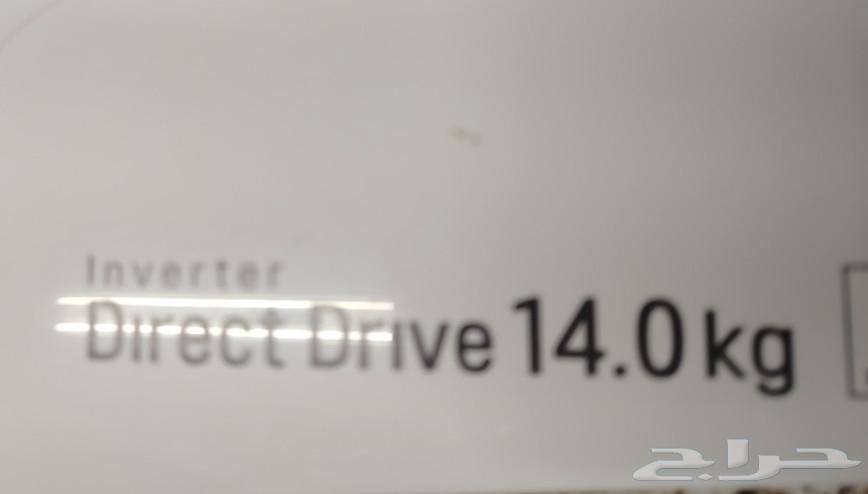 Inverter
Direct Drive 14.0 kg
حراج